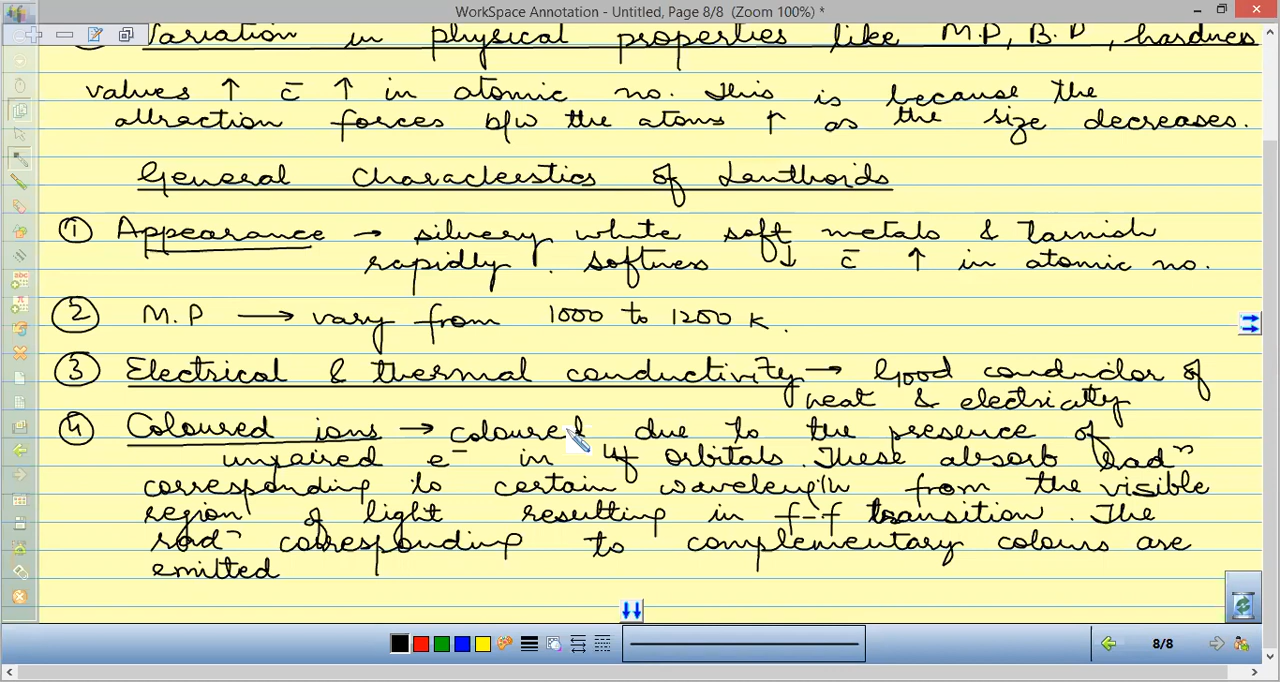 WorkSpace Annotation - Untitled, Page 8/8 (Zoom 100%) *
Variation in physical properties like M.P, B.P, hardness
values ↑ c̄ ↑ in atomic no. This is because the
attraction forces b/w the atoms ↑ as the size decreases.
General Characteristics of Lanthoids
① Appearance → silvery white soft metals & tarnish
rapidly. Softness ↓ c̄ ↑ in atomic no.
② M.P → vary from 1000 to 1200 K.
③ Electrical & thermal conductivity → Good conductor of
heat & electricity
④ Coloured ions → coloured due to the presence of
unpaired e⁻ in 4f orbitals. These absorb radⁿ
corresponding to certain wavelength from the visible
region of light resulting in f-f transition. The
radⁿ corresponding to complementary colours are
emitted
8/8